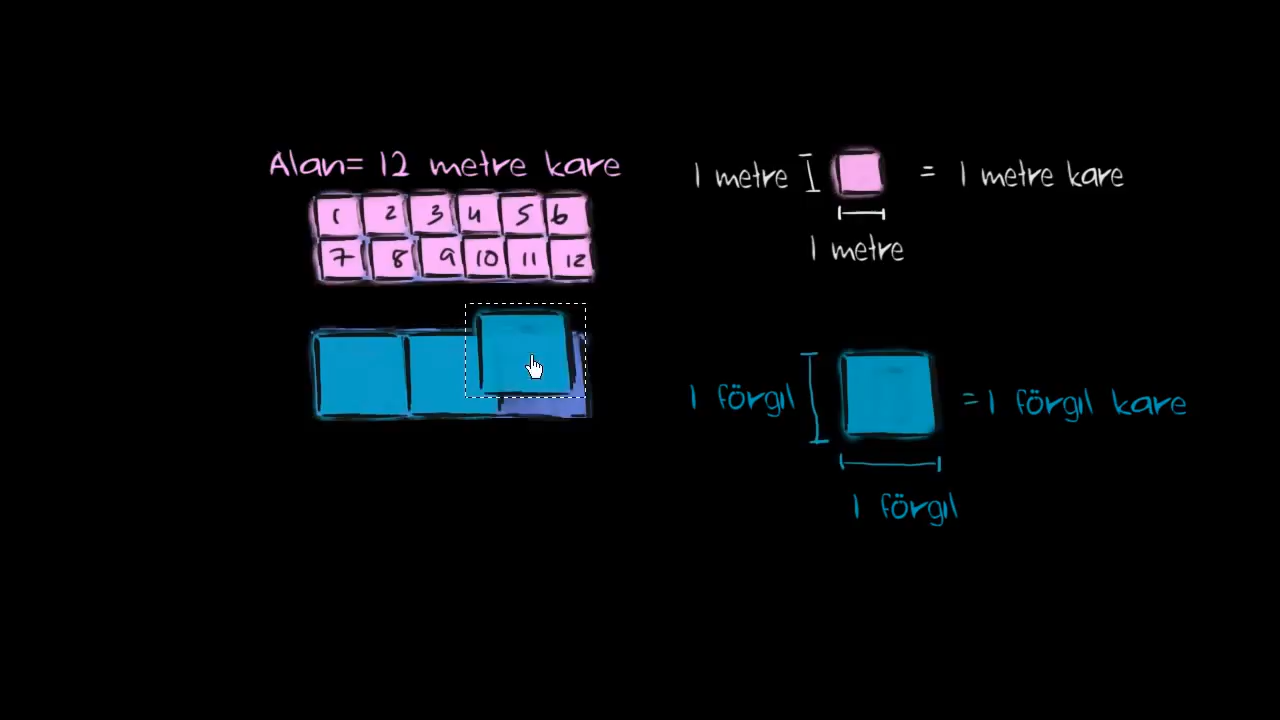 Alan= 12 metre kare
1 2 3 4 5 6
7 8 9 10 11 12
1 metre = 1 metre kare
1 metre
1 förgıl = 1 förgıl kare
1 förgıl